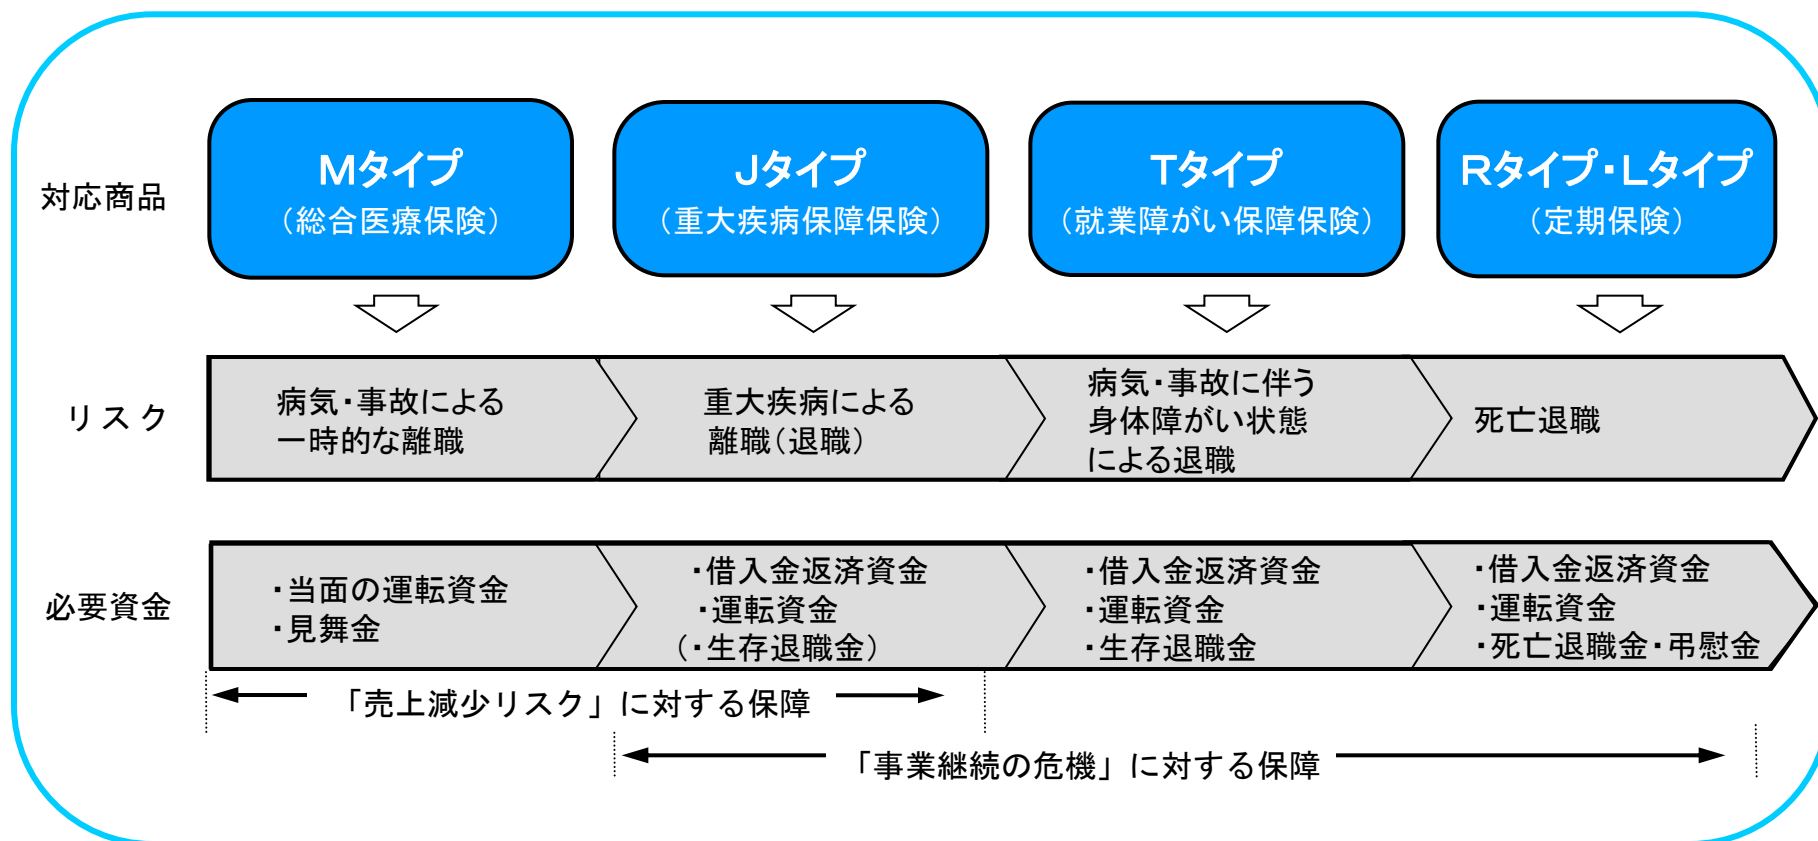 対応商品
Mタイプ
（総合医療保険）
Jタイプ
（重大疾病保障保険）
Tタイプ
（就業障がい保障保険）
Rタイプ・Lタイプ
（定期保険）
リスク
病気・事故による
一時的な離職
重大疾病による
離職（退職）
病気・事故に伴う
身体障がい状態
による退職
死亡退職
必要資金
・当面の運転資金
・見舞金
・借入金返済資金
・運転資金
（・生存退職金）
・借入金返済資金
・運転資金
・生存退職金
・借入金返済資金
・運転資金
・死亡退職金・弔慰金
「売上減少リスク」に対する保障
「事業継続の危機」に対する保障